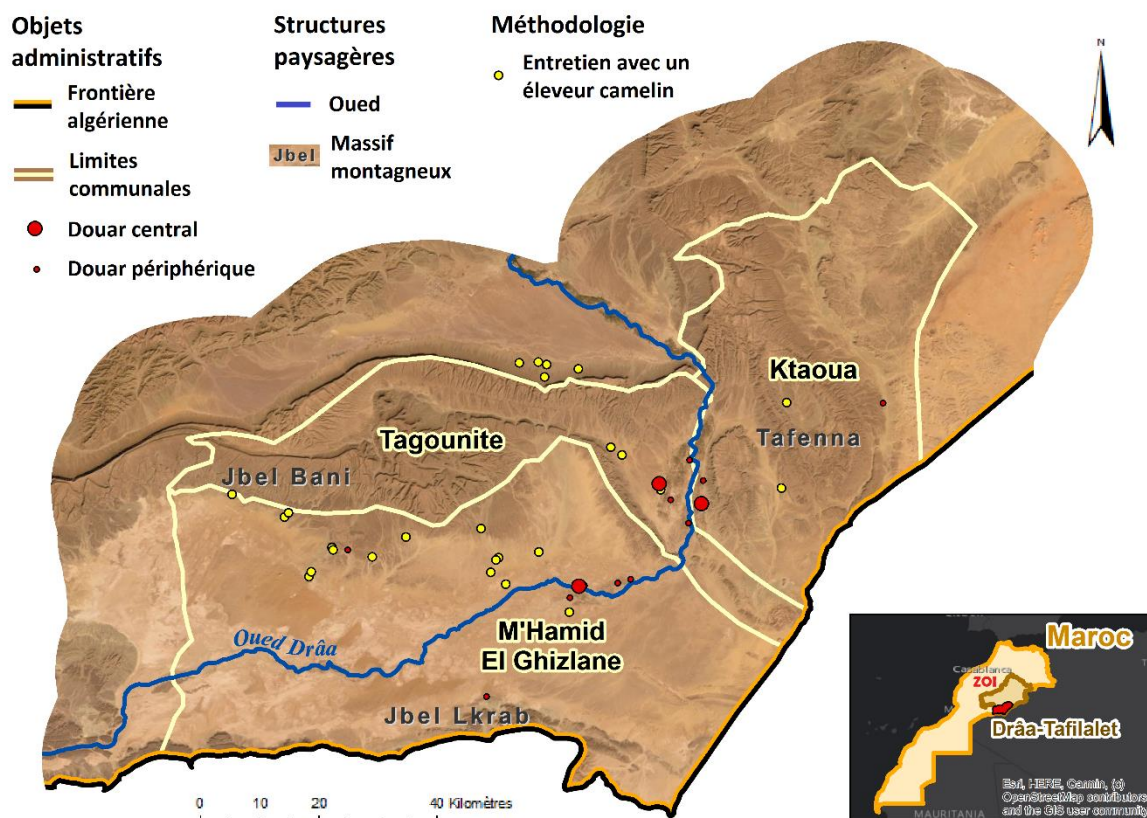 Objets
administratifs
Frontière
algérienne
Limites
communales
Douar central
Douar périphérique
Structures
paysagères
Oued
Jbel
Massif
montagneux
Méthodologie
Entretien avec un
éleveur camelin
N
Ktaoua
Tafenna
Tagounite
Jbel Bani
Oued Drâa
M'Hamid
El Ghizlane
Jbel Lkrab
0 10 20 40 Kilomètres
Maroc
Casablanca
ZOI
Drâa-Tafilalet
MAURITANIA
Esri, HERE, Garmin, (c)
OpenStreetMap contributors,
and the GIS user community